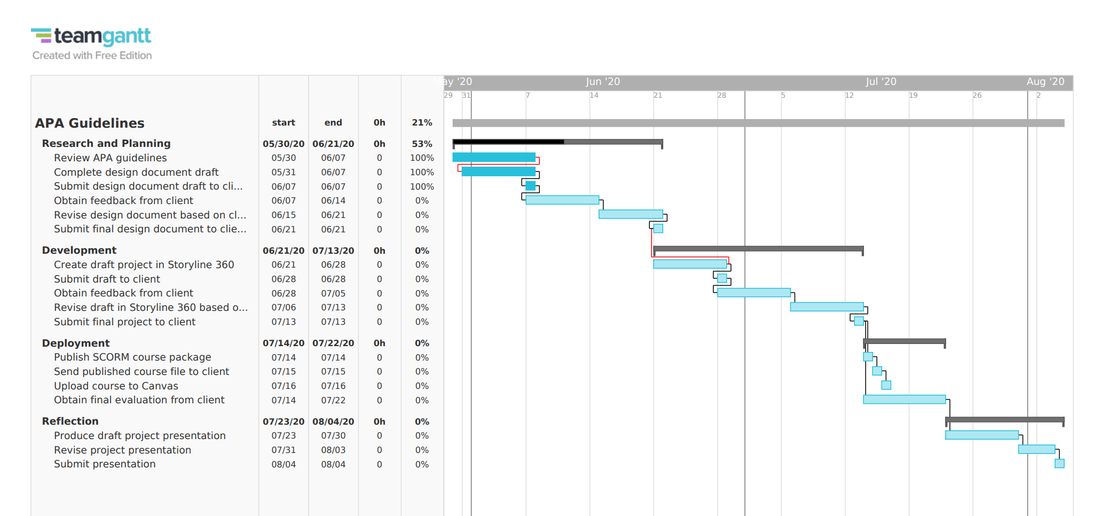 teamgantt
Created with Free Edition
ay '20 Jun '20 Jul '20 Aug '20
29 31 7 14 21 28 5 12 19 26 2
APA Guidelines start end 0h 21%
Research and Planning 05/30/20 06/21/20 0h 53%
Review APA guidelines 05/30 06/07 0 100%
Complete design document draft 05/31 06/07 0 100%
Submit design document draft to cli... 06/07 06/07 0 100%
Obtain feedback from client 06/07 06/14 0 0%
Revise design document based on cl... 06/15 06/21 0 0%
Submit final design document to clie... 06/21 06/21 0 0%
Development 06/21/20 07/13/20 0h 0%
Create draft project in Storyline 360 06/21 06/28 0 0%
Submit draft to client 06/28 06/28 0 0%
Obtain feedback from client 06/28 07/05 0 0%
Revise draft in Storyline 360 based o... 07/06 07/13 0 0%
Submit final project to client 07/13 07/13 0 0%
Deployment 07/14/20 07/22/20 0h 0%
Publish SCORM course package 07/14 07/14 0 0%
Send published course file to client 07/15 07/15 0 0%
Upload course to Canvas 07/16 07/16 0 0%
Obtain final evaluation from client 07/14 07/22 0 0%
Reflection 07/23/20 08/04/20 0h 0%
Produce draft project presentation 07/23 07/30 0 0%
Revise project presentation 07/31 08/03 0 0%
Submit presentation 08/04 08/04 0 0%